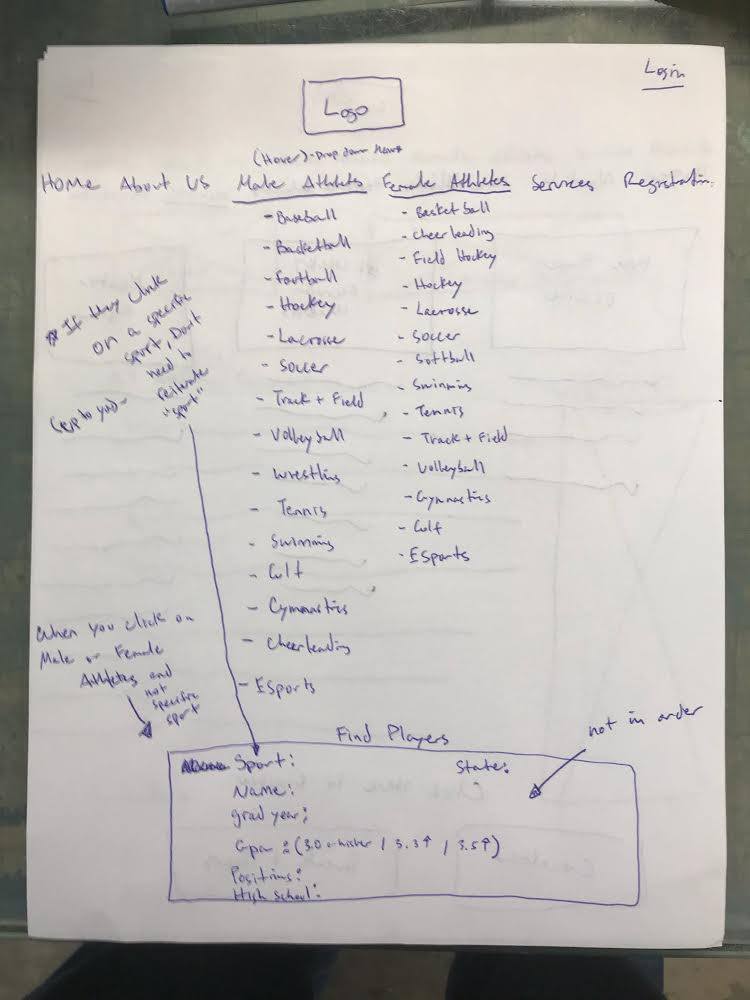 Login
Logo
(Hover) - Drop down Menu
Home About Us Male Athletes Female Athletes Services Registration
- Baseball
- Basketball
- football
- Hockey
- Lacrosse
- Soccer
- Track + Field
- Volleyball
- Wrestling
- Tennis
- Swimming
- Golf
- Gymnastics
- Cheerleading
- Esports
- Basketball
- Cheerleading
- Field Hockey
- Hockey
- Lacrosse
- Soccer
- Softball
- Swimming
- Tennis
- Track + Field
- Volleyball
- Gymnastics
- Golf
- Esports
* If they click
on a specific
sport, Don't
need to
reiterate
"sport"
(up to you)-
When you click on
Male or Female
Athletes and
not
specific
sport
Find Players
not in order
Sport: State:
Name:
grad year:
Gpa: (3.0 or higher / 3.3↑ / 3.5↑)
Positions:
High school: